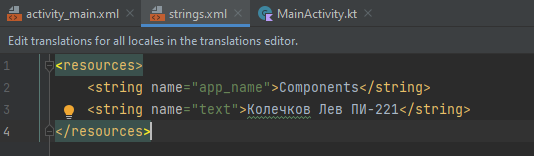 activity_main.xml strings.xml MainActivity.kt
Edit translations for all locales in the translations editor.
1 <resources>
2 <string name="app_name">Components</string>
3 <string name="text">Колечков Лев ПИ-221</string>
4 </resources>